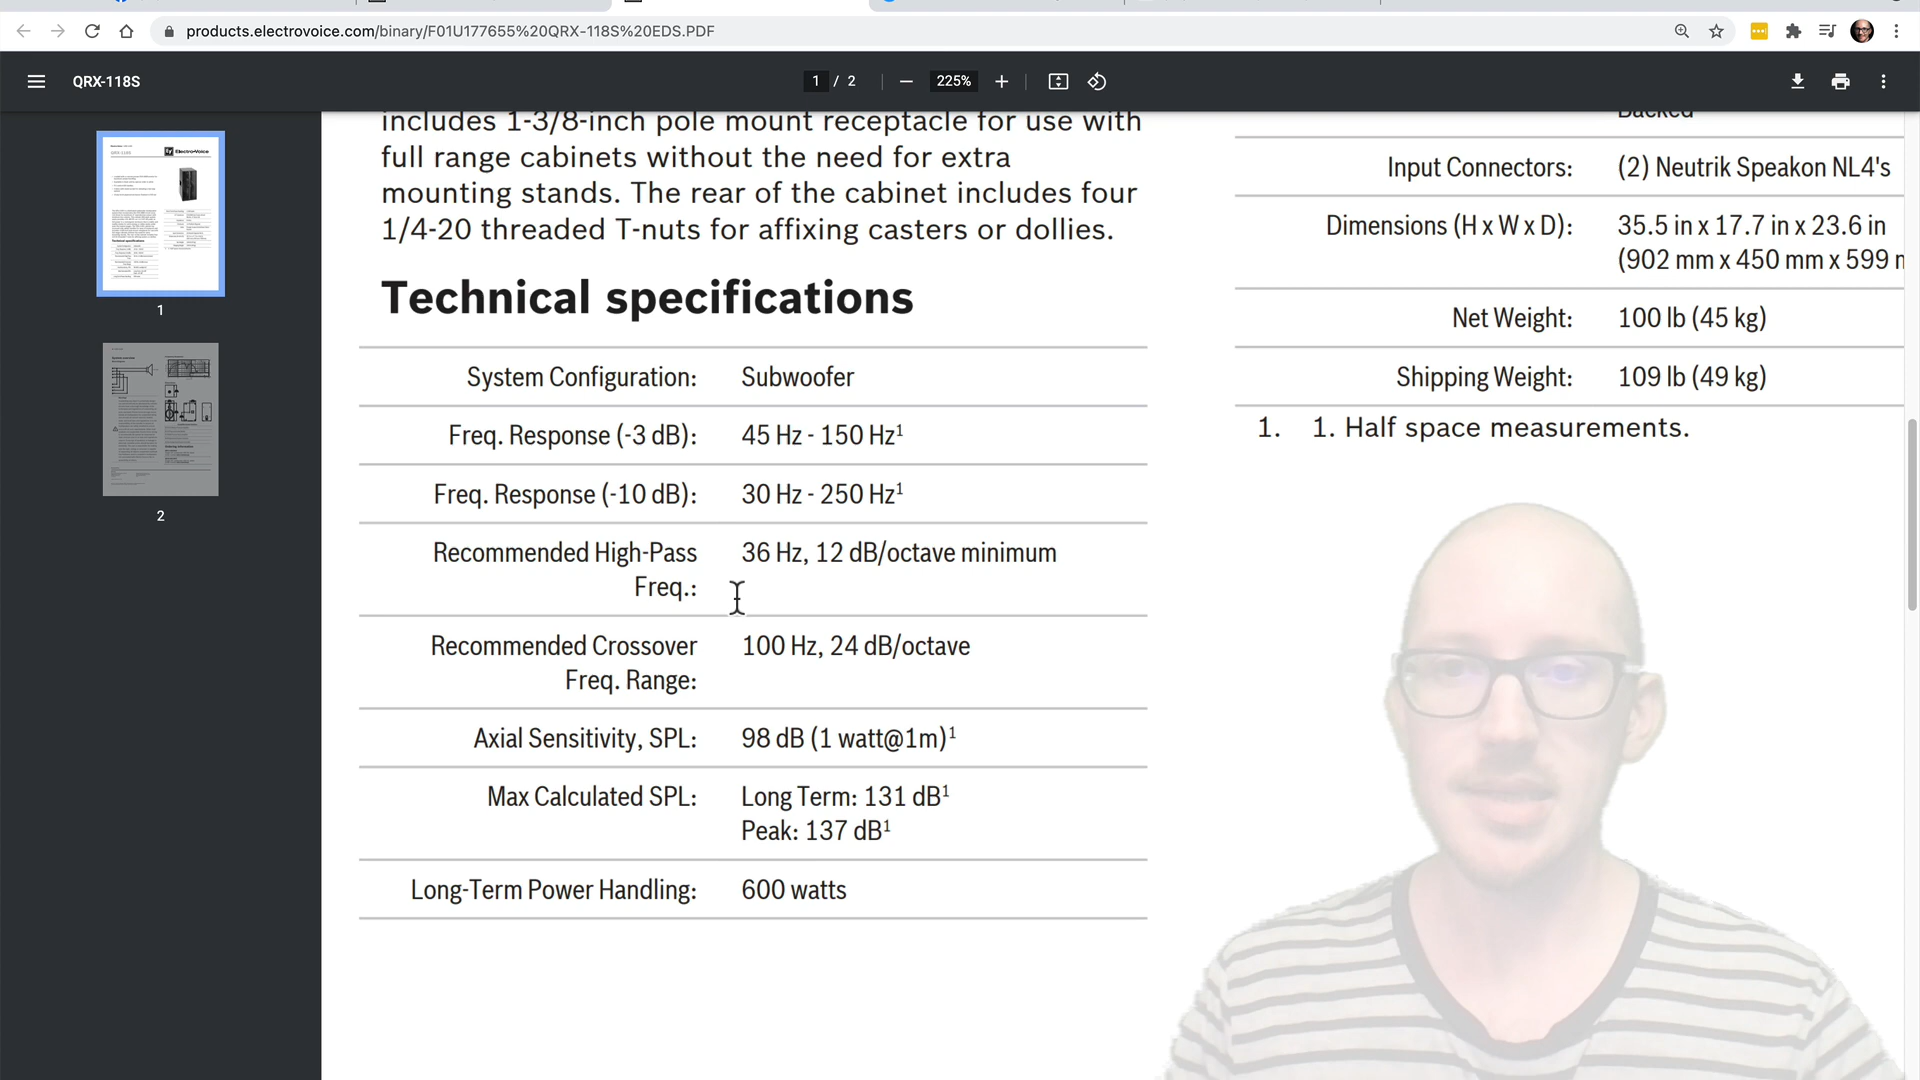 products.electrovoice.com/binary/F01U177655%20QRX-118S%20EDS.PDF
QRX-118S
1 / 2
225%
includes 1-3/8-inch pole mount receptacle for use with
full range cabinets without the need for extra
mounting stands. The rear of the cabinet includes four
1/4-20 threaded T-nuts for affixing casters or dollies.
Technical specifications
System Configuration: Subwoofer
Freq. Response (-3 dB): 45 Hz - 150 Hz¹
Freq. Response (-10 dB): 30 Hz - 250 Hz¹
Recommended High-Pass 36 Hz, 12 dB/octave minimum
Freq.:
Recommended Crossover 100 Hz, 24 dB/octave
Freq. Range:
Axial Sensitivity, SPL: 98 dB (1 watt@1m)¹
Max Calculated SPL: Long Term: 131 dB¹
Peak: 137 dB¹
Long-Term Power Handling: 600 watts
Backed
Input Connectors: (2) Neutrik Speakon NL4's
Dimensions (H x W x D): 35.5 in x 17.7 in x 23.6 in
(902 mm x 450 mm x 599 
Net Weight: 100 lb (45 kg)
Shipping Weight: 109 lb (49 kg)
1. 1. Half space measurements.
QRX-118S
Electro-Voice
Technical specifications
1
2